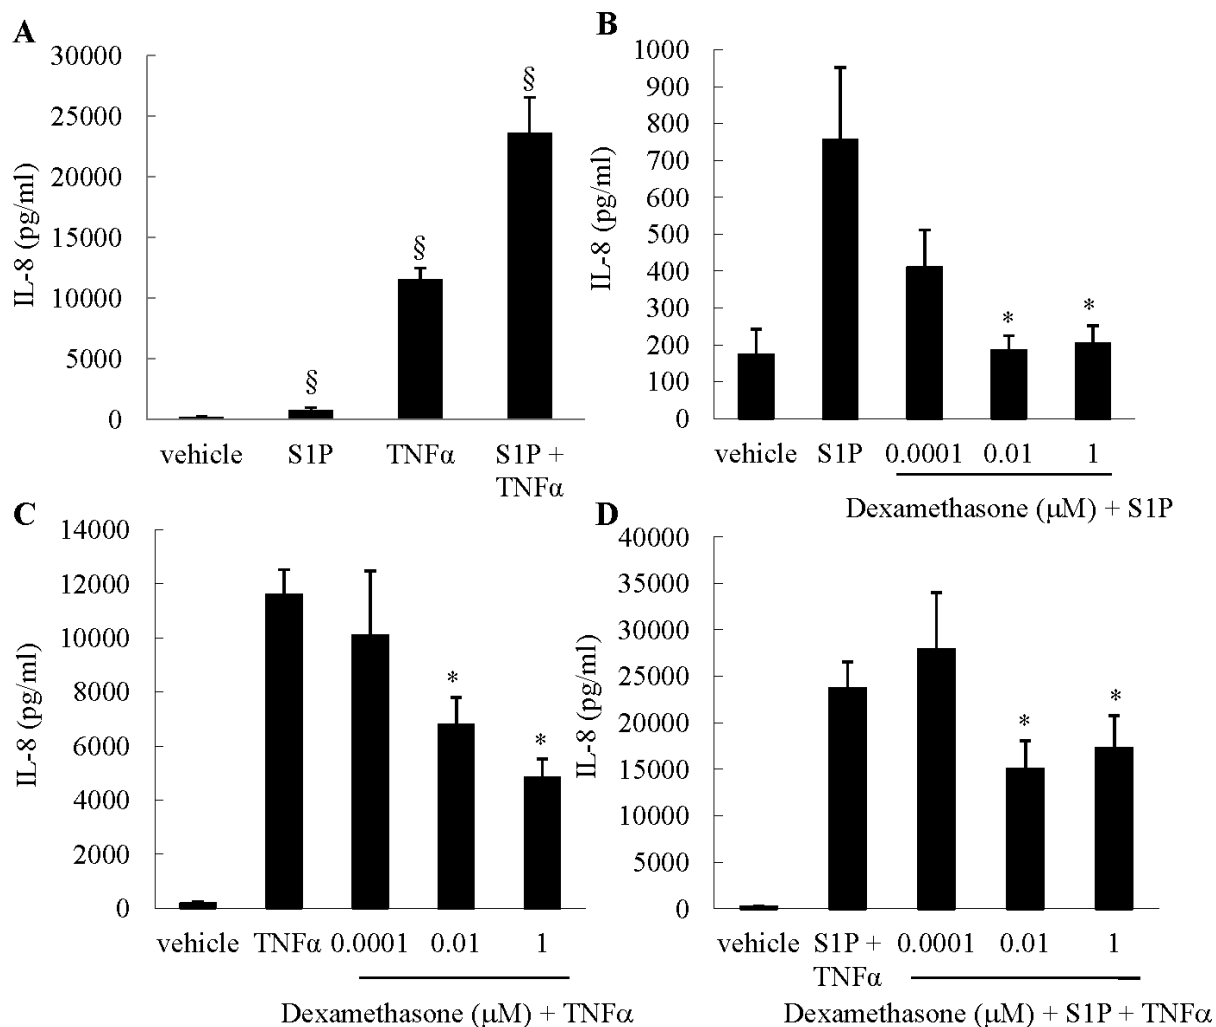 A
IL-8 (pg/ml)
30000
25000
20000
15000
10000
5000
0
§
§
§
vehicle S1P TNFα S1P +
TNFα
B
IL-8 (pg/ml)
1000
900
800
700
600
500
400
300
200
100
0
* *
vehicle S1P 0.0001 0.01 1
Dexamethasone (μM) + S1P
C
IL-8 (pg/ml)
14000
12000
10000
8000
6000
4000
2000
0
*
*
vehicle TNFα 0.0001 0.01 1
Dexamethasone (μM) + TNFα
D
IL-8 (pg/ml)
40000
35000
30000
25000
20000
15000
10000
5000
0
*
*
vehicle S1P + 0.0001 0.01 1
TNFα
Dexamethasone (μM) + S1P + TNFα